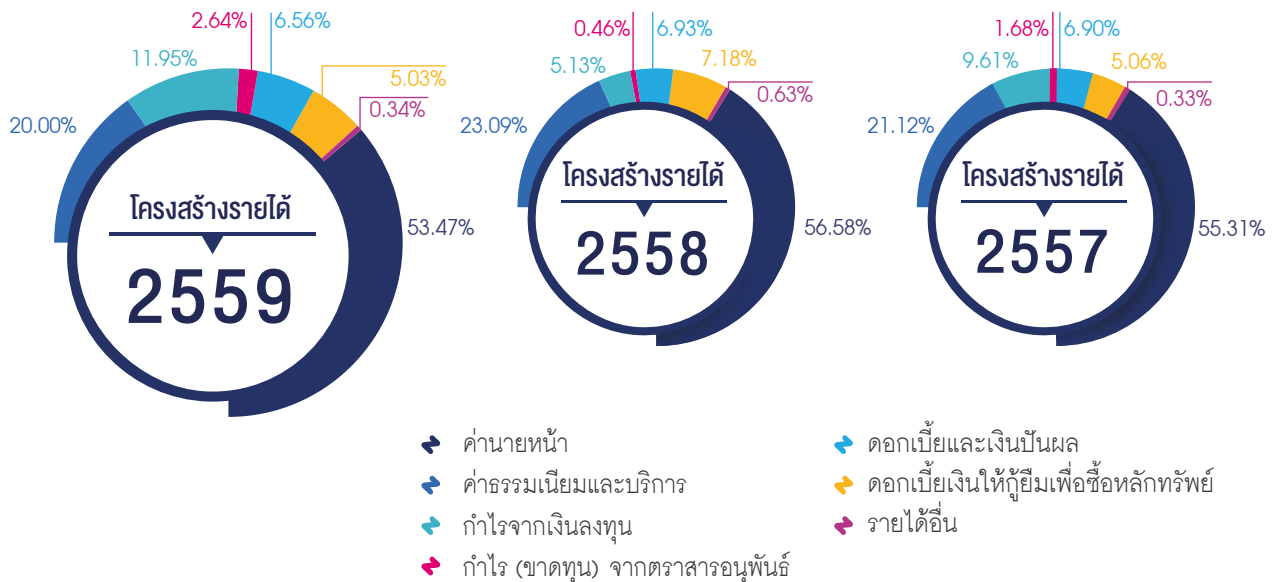 2.64%
6.56%
11.95%
5.03%
0.34%
20.00%
53.47%
โครงสร้างรายได้
2559
0.46%
6.93%
5.13%
7.18%
0.63%
23.09%
56.58%
โครงสร้างรายได้
2558
1.68%
6.90%
9.61%
5.06%
0.33%
21.12%
55.31%
โครงสร้างรายได้
2557
ค่านายหน้า
ค่าธรรมเนียมและบริการ
กำไรจากเงินลงทุน
กำไร (ขาดทุน) จากตราสารอนุพันธ์
ดอกเบี้ยและเงินปันผล
ดอกเบี้ยเงินให้กู้ยืมเพื่อซื้อหลักทรัพย์
รายได้อื่น